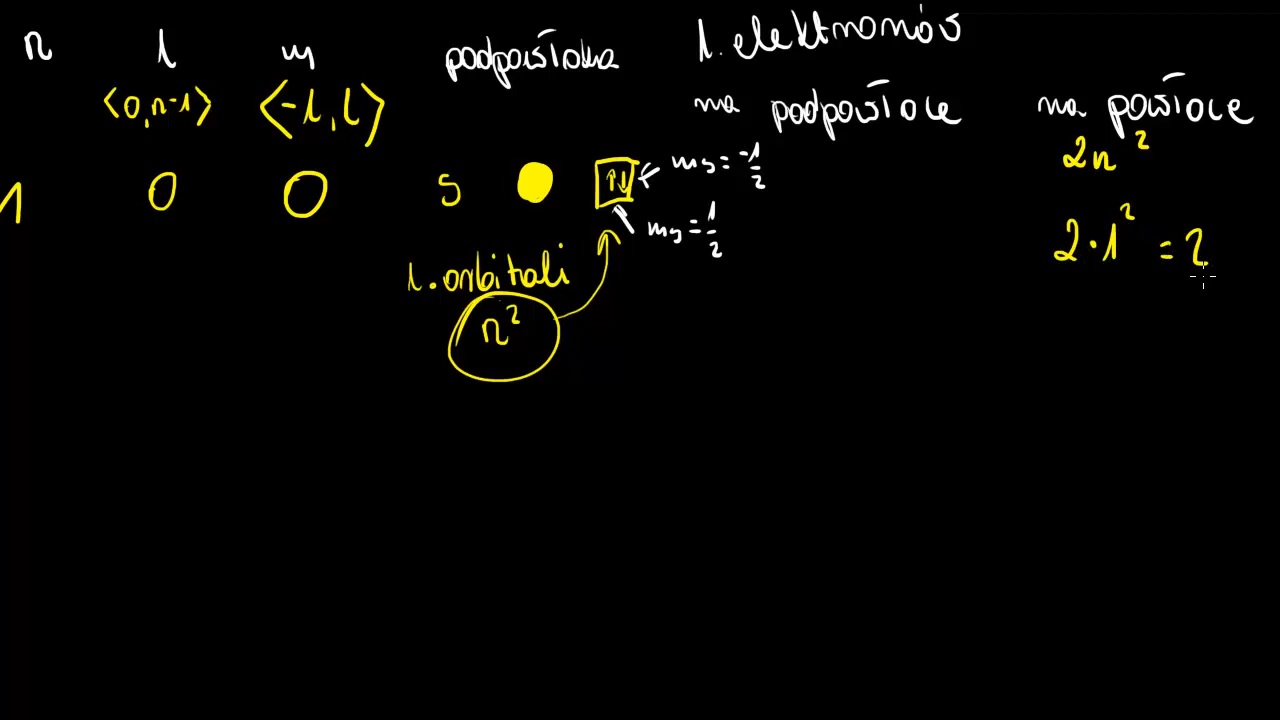 n l m podpowłoka l. elektronów
<0, n-1> <-l, l> na podpowłoce na powłoce
2n²
1 0 0 s ↑↓ ms = -1/2
ms = 1/2
2·1² = 2
l. orbitali
n²